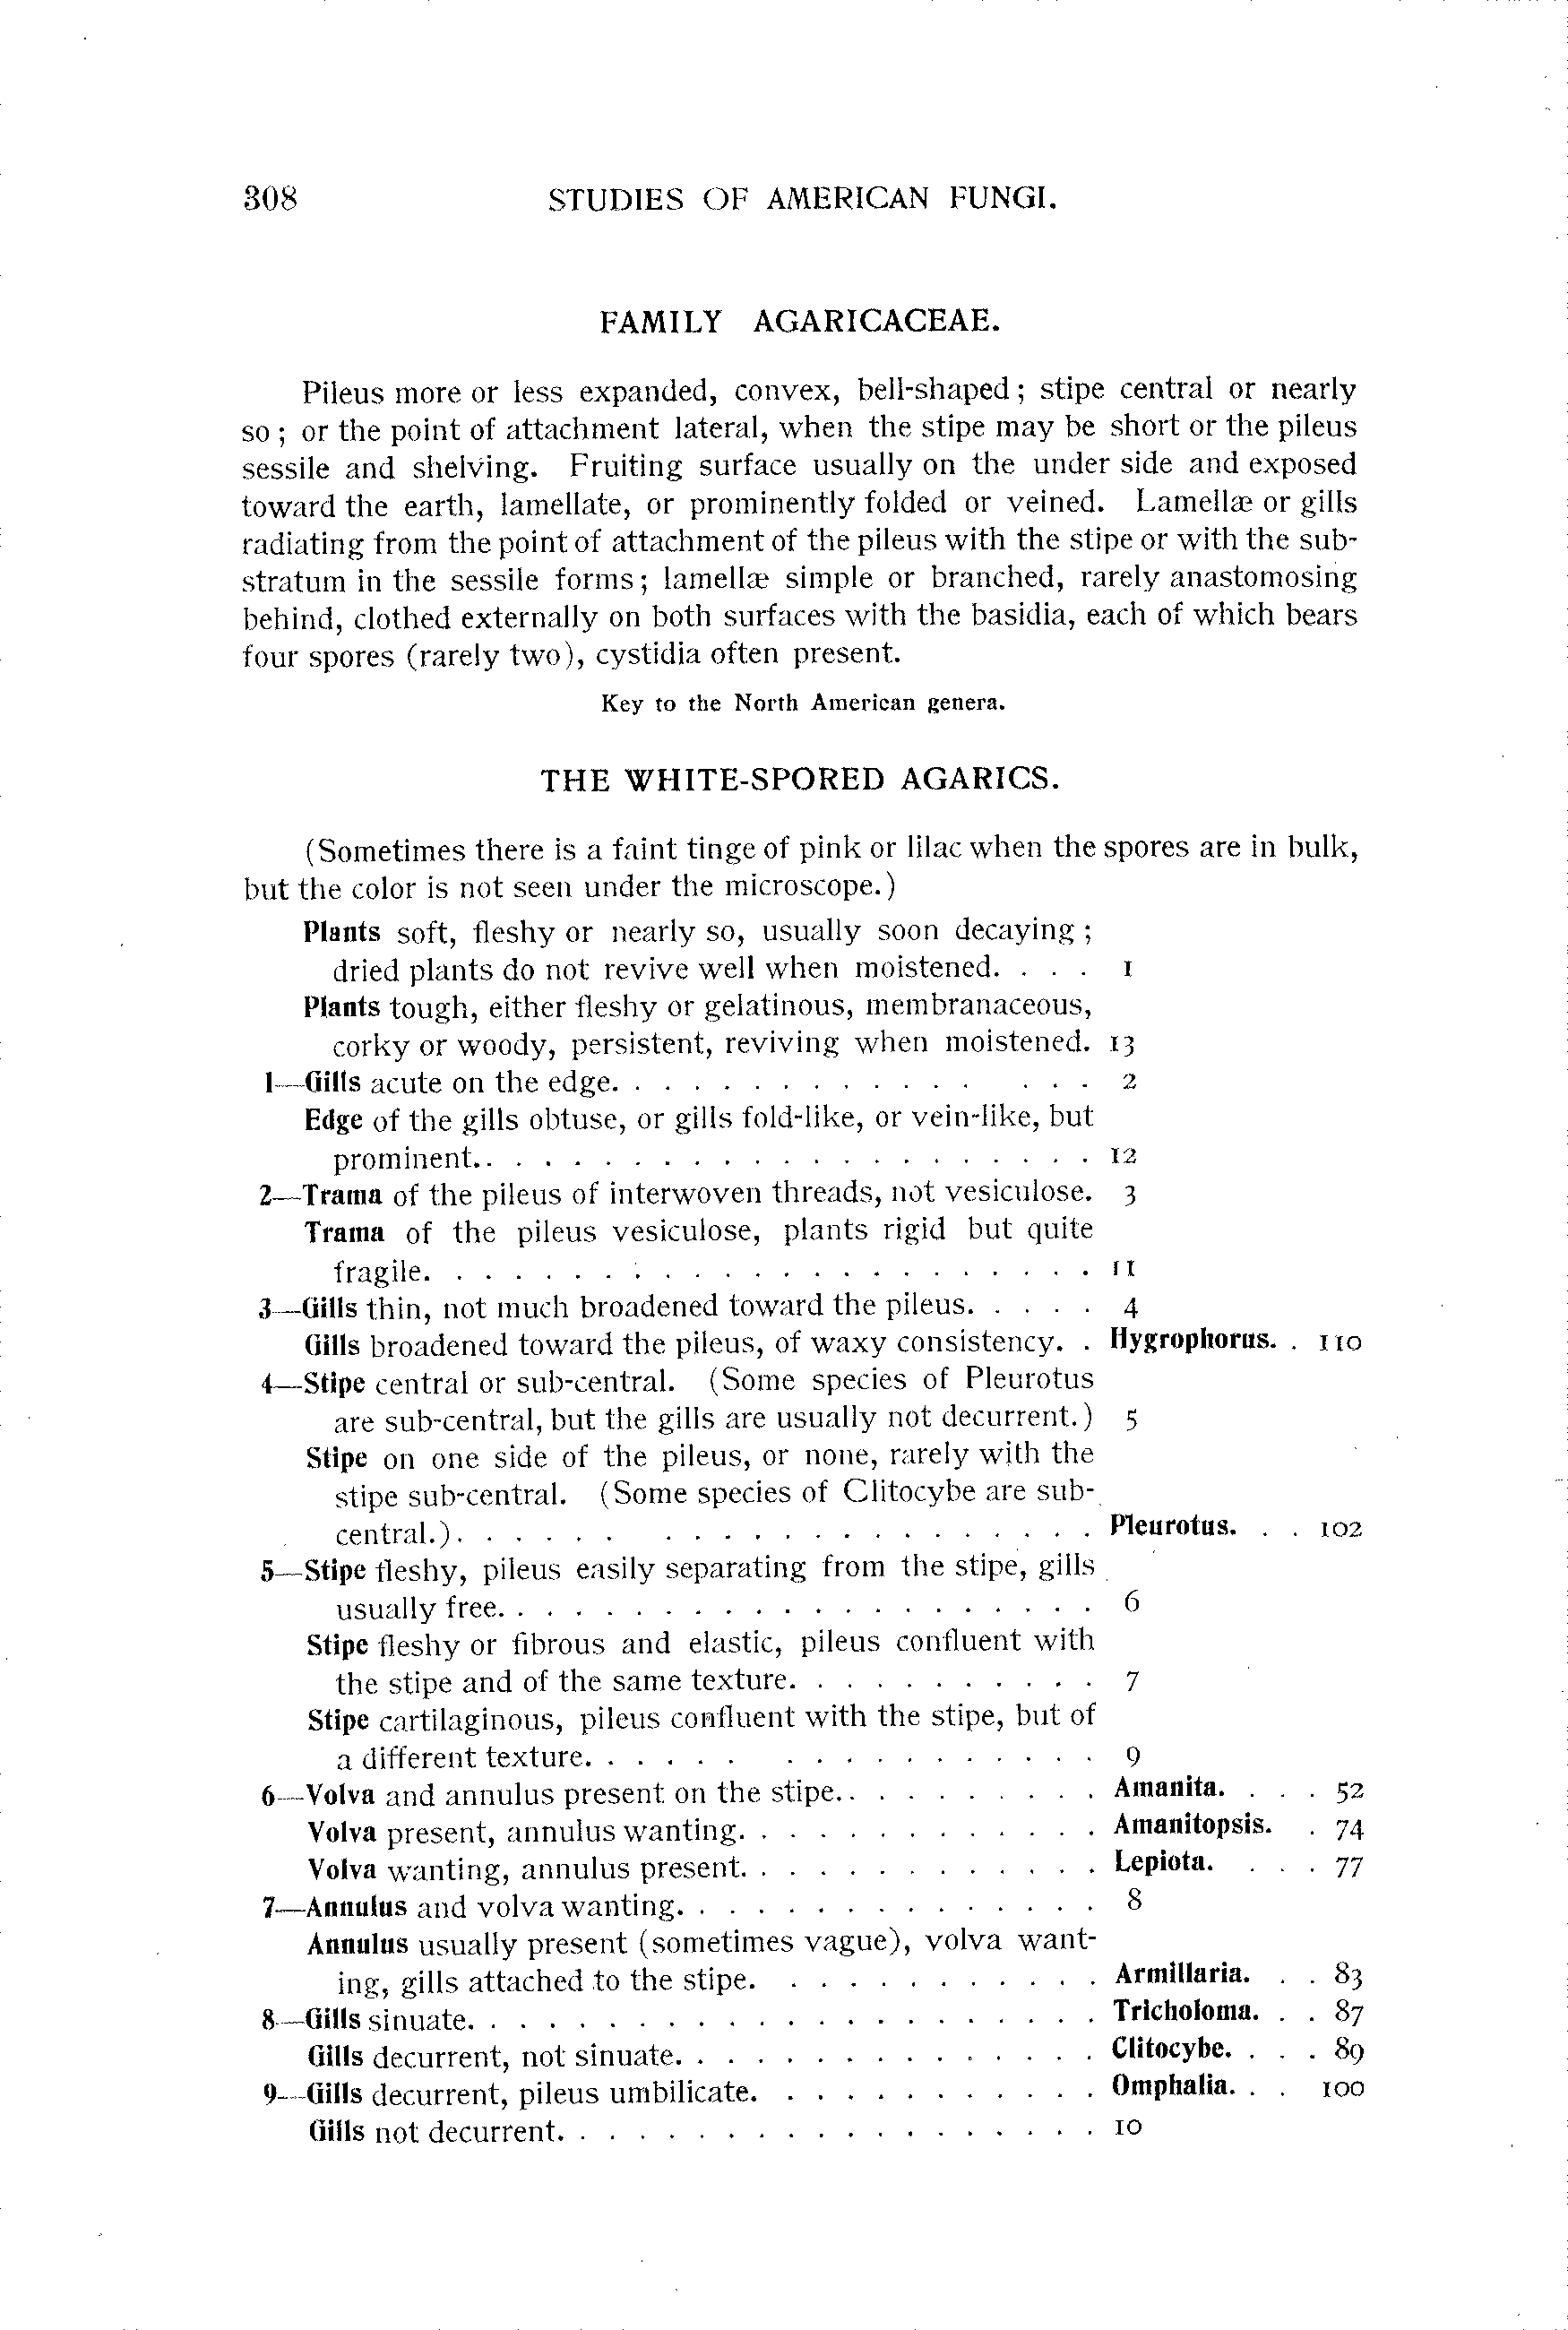 308 STUDIES OF AMERICAN FUNGI.
FAMILY AGARICACEAE.
Pileus more or less expanded, convex, bell-shaped; stipe central or nearly
so; or the point of attachment lateral, when the stipe may be short or the pileus
sessile and shelving. Fruiting surface usually on the under side and exposed
toward the earth, lamellate, or prominently folded or veined. Lamellæ or gills
radiating from the point of attachment of the pileus with the stipe or with the sub-
stratum in the sessile forms; lamellæ simple or branched, rarely anastomosing
behind, clothed externally on both surfaces with the basidia, each of which bears
four spores (rarely two), cystidia often present.
Key to the North American genera.
THE WHITE-SPORED AGARICS.
(Sometimes there is a faint tinge of pink or lilac when the spores are in bulk,
but the color is not seen under the microscope.)
Plants soft, fleshy or nearly so, usually soon decaying;
dried plants do not revive well when moistened. . . . 1
Plants tough, either fleshy or gelatinous, membranaceous,
corky or woody, persistent, reviving when moistened. 13
1—Gills acute on the edge. . . . . . . . . . . . . . . . 2
Edge of the gills obtuse, or gills fold-like, or vein-like, but
prominent. . . . . . . . . . . . . . . . . . . . . . 12
2—Trama of the pileus of interwoven threads, not vesiculose. 3
Trama of the pileus vesiculose, plants rigid but quite
fragile. . . . . . . . . . . . . . . . . . . . . . . 11
3—Gills thin, not much broadened toward the pileus. . . . . 4
Gills broadened toward the pileus, of waxy consistency. . Hygrophorus. . 110
4—Stipe central or sub-central. (Some species of Pleurotus
are sub-central, but the gills are usually not decurrent.) 5
Stipe on one side of the pileus, or none, rarely with the
stipe sub-central. (Some species of Clitocybe are sub-
central.). . . . . . . . . . . . . . . . . . . . . Pleurotus. . . 102
5—Stipe fleshy, pileus easily separating from the stipe, gills
usually free. . . . . . . . . . . . . . . . . . . . . 6
Stipe fleshy or fibrous and elastic, pileus confluent with
the stipe and of the same texture. . . . . . . . . . . 7
Stipe cartilaginous, pileus confluent with the stipe, but of
a different texture. . . . . . . . . . . . . . . . . 9
6—Volva and annulus present on the stipe. . . . . . . . . . Amanita. . . . 52
Volva present, annulus wanting. . . . . . . . . . . . . Amanitopsis. . 74
Volva wanting, annulus present. . . . . . . . . . . . . Lepiota. . . . 77
7—Annulus and volva wanting. . . . . . . . . . . . . . . 8
Annulus usually present (sometimes vague), volva want-
ing, gills attached to the stipe. . . . . . . . . . . . Armillaria. . . 83
8—Gills sinuate. . . . . . . . . . . . . . . . . . . . . . Tricholoma. . . 87
Gills decurrent, not sinuate. . . . . . . . . . . . . . . Clitocybe. . . . 89
9—Gills decurrent, pileus umbilicate. . . . . . . . . . . . Omphalia. . . 100
Gills not decurrent. . . . . . . . . . . . . . . . . . . 10